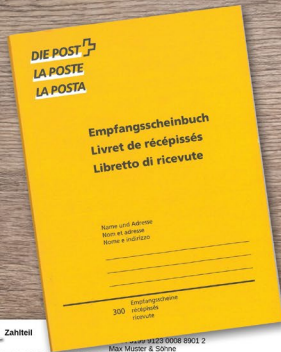 DIE POST
LA POSTE
LA POSTA
Empfangsscheinbuch
Livret de récépissés
Libretto di ricevute
Name und Adresse
Nom et adresse
Nome e indirizzo
300 Empfangsscheine
récépissés
ricevute
Zahlteil
0199 9123 0008 8901 2
Max Muster & Söhne